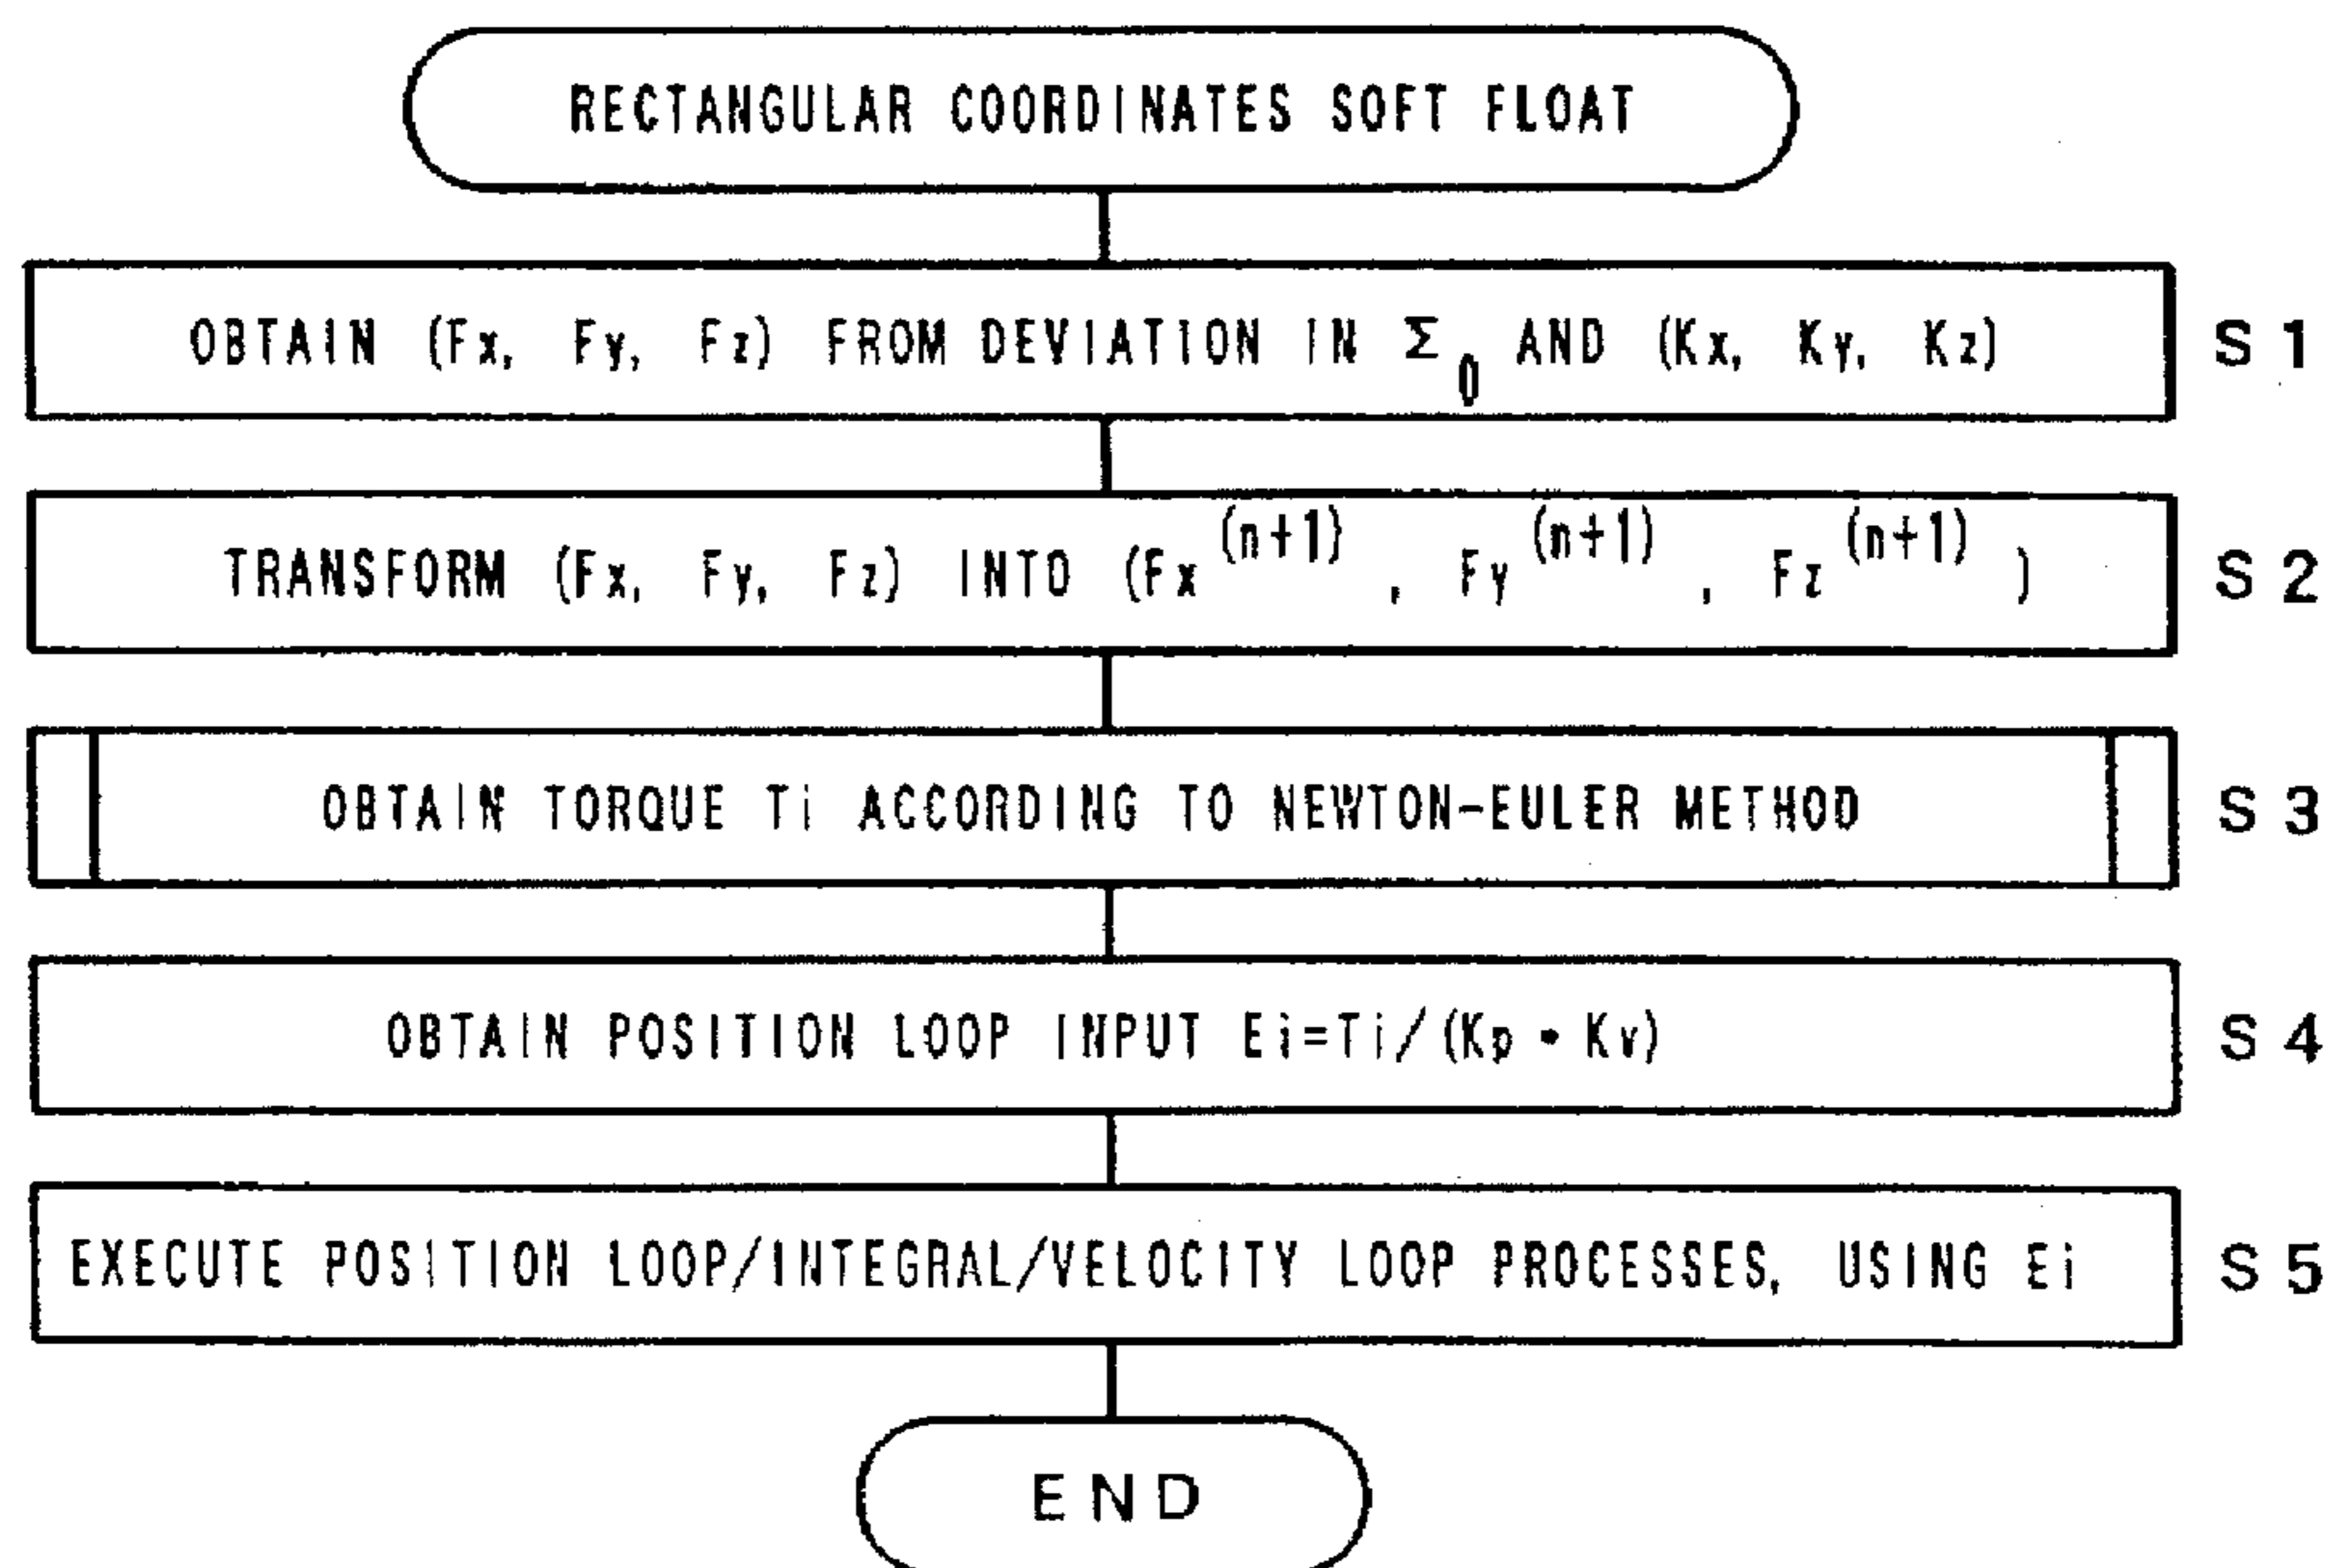 RECTANGULAR COORDINATES SOFT FLOAT
OBTAIN (Fx, Fy, Fz) FROM DEVIATION IN Σ₀ AND (Kx, Ky, Kz) S1
TRANSFORM (Fx, Fy, Fz) INTO (Fx⁽ⁿ⁺¹⁾, Fy⁽ⁿ⁺¹⁾, Fz⁽ⁿ⁺¹⁾) S2
OBTAIN TORQUE Ti ACCORDING TO NEWTON-EULER METHOD S3
OBTAIN POSITION LOOP INPUT Ei=Ti/(Kp • Kv) S4
EXECUTE POSITION LOOP/INTEGRAL/VELOCITY LOOP PROCESSES, USING Ei S5
END